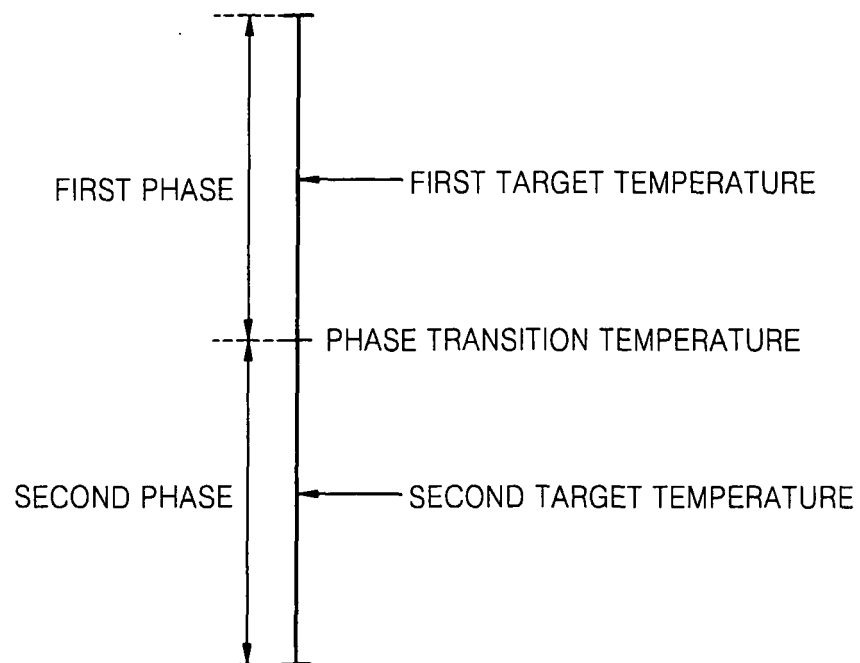 FIRST PHASE
FIRST TARGET TEMPERATURE
PHASE TRANSITION TEMPERATURE
SECOND PHASE
SECOND TARGET TEMPERATURE